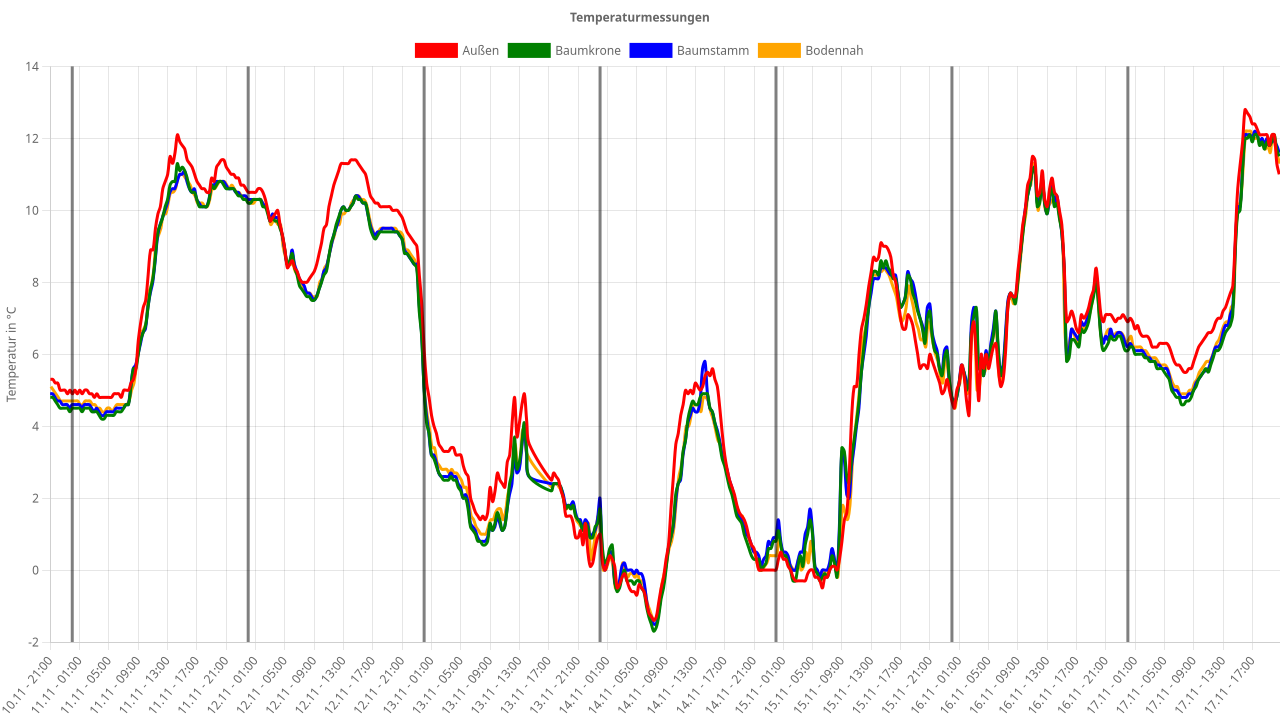 Temperaturmessungen
Außen Baumkrone Baumstamm Bodennah
Temperatur in °C
14
12
10
8
6
4
2
0
-2
10.11 - 21:00
11.11 - 01:00
11.11 - 05:00
11.11 - 09:00
11.11 - 13:00
11.11 - 17:00
11.11 - 21:00
12.11 - 01:00
12.11 - 05:00
12.11 - 09:00
12.11 - 13:00
12.11 - 17:00
12.11 - 21:00
13.11 - 01:00
13.11 - 05:00
13.11 - 09:00
13.11 - 13:00
13.11 - 17:00
13.11 - 21:00
14.11 - 01:00
14.11 - 05:00
14.11 - 09:00
14.11 - 13:00
14.11 - 17:00
14.11 - 21:00
15.11 - 01:00
15.11 - 05:00
15.11 - 09:00
15.11 - 13:00
15.11 - 17:00
15.11 - 21:00
16.11 - 01:00
16.11 - 05:00
16.11 - 09:00
16.11 - 13:00
16.11 - 17:00
16.11 - 21:00
17.11 - 01:00
17.11 - 05:00
17.11 - 09:00
17.11 - 13:00
17.11 - 17:00